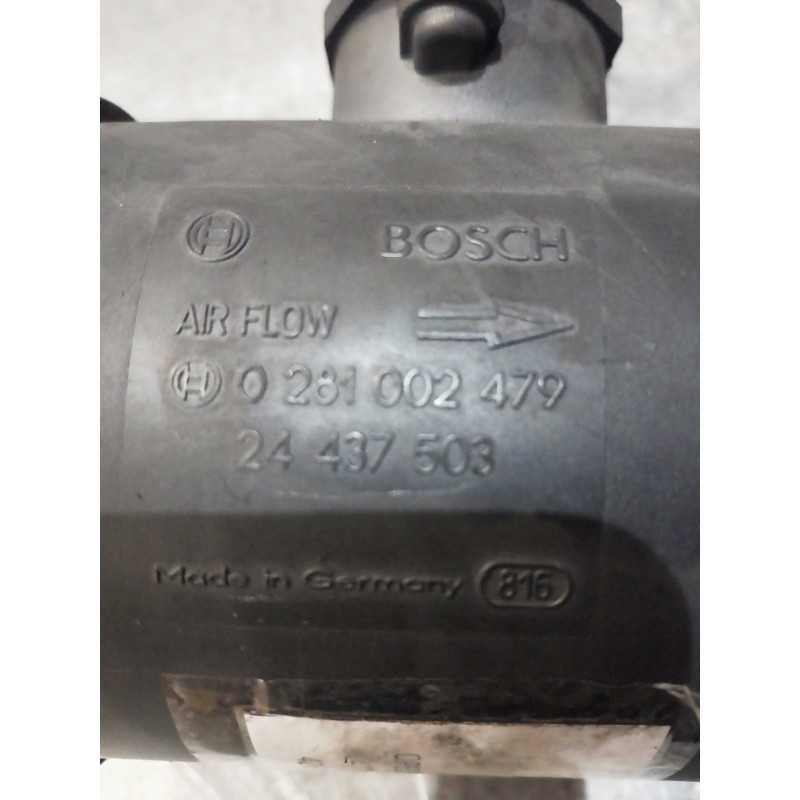 BOSCH
AIR FLOW
0 281 002 479
24 437 503
Made in Germany 816